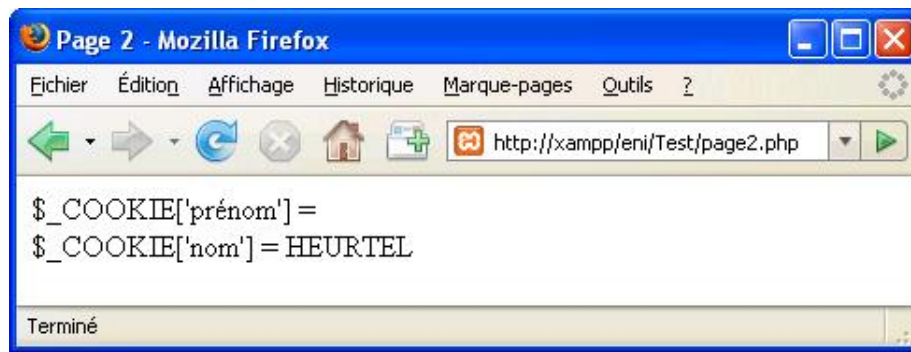 Page 2 - Mozilla Firefox
Fichier Édition Affichage Historique Marque-pages Outils ?
http://xampp/eni/Test/page2.php
$_COOKIE['prénom'] =
$_COOKIE['nom'] = HEURTEL
Terminé